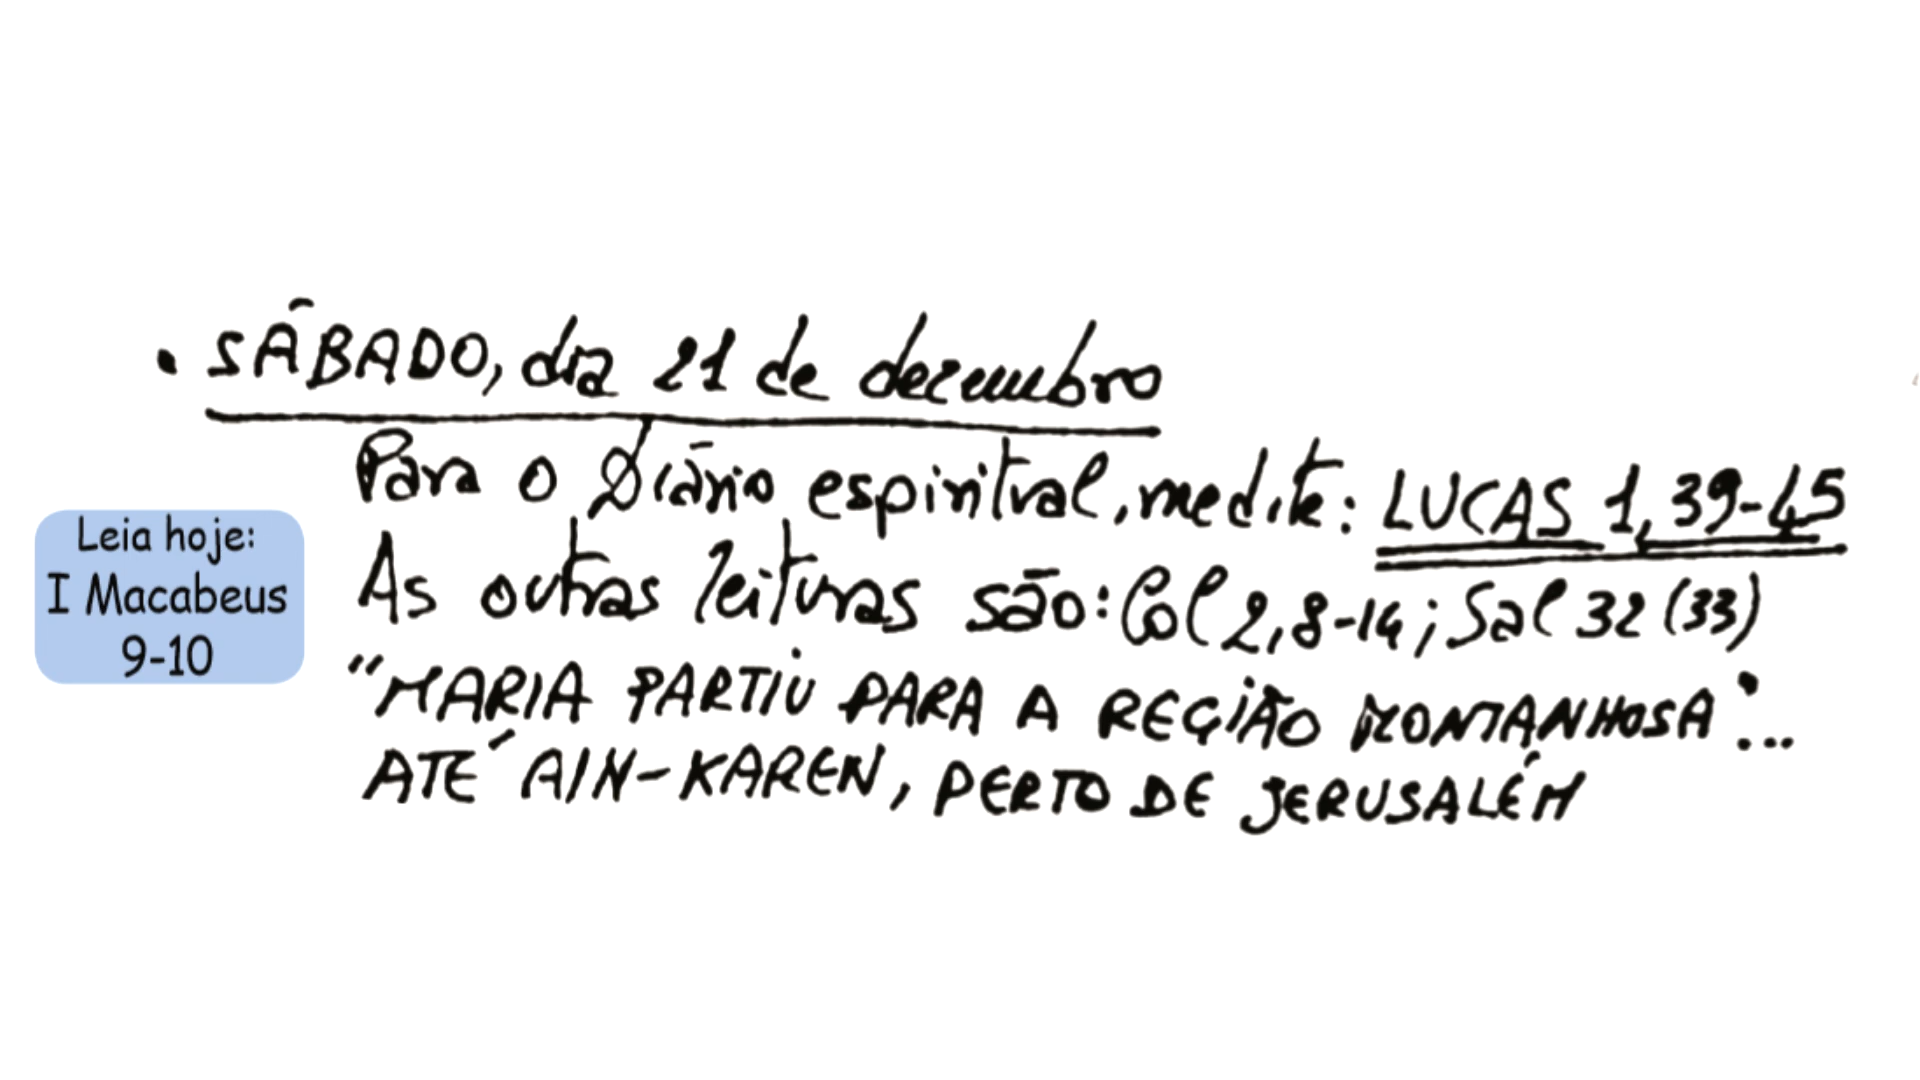 • SÁBADO, dia 21 de dezembro
Para o Diário espiritual, medite: LUCAS 1, 39-45
Leia hoje:
I Macabeus
9-10
As outras leituras são: Col 2, 8-14; Sal 32 (33)
"MARIA PARTIU PARA A REGIÃO MONTANHOSA"...
ATÉ AIN-KAREN, PERTO DE JERUSALÉM